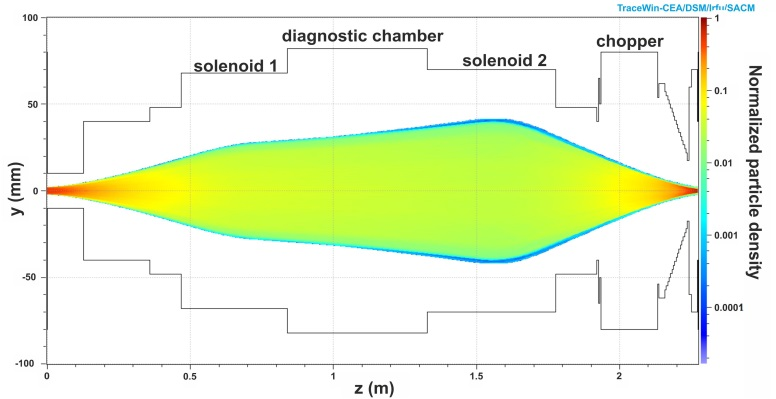 TraceWin-CEA/DSM/Irfu/SACM
100
50
0
-50
-100
y (mm)
solenoid 1
diagnostic chamber
solenoid 2
chopper
0
0.5
1
1.5
2
z (m)
1
0.1
0.01
0.001
0.0001
Normalized particle density